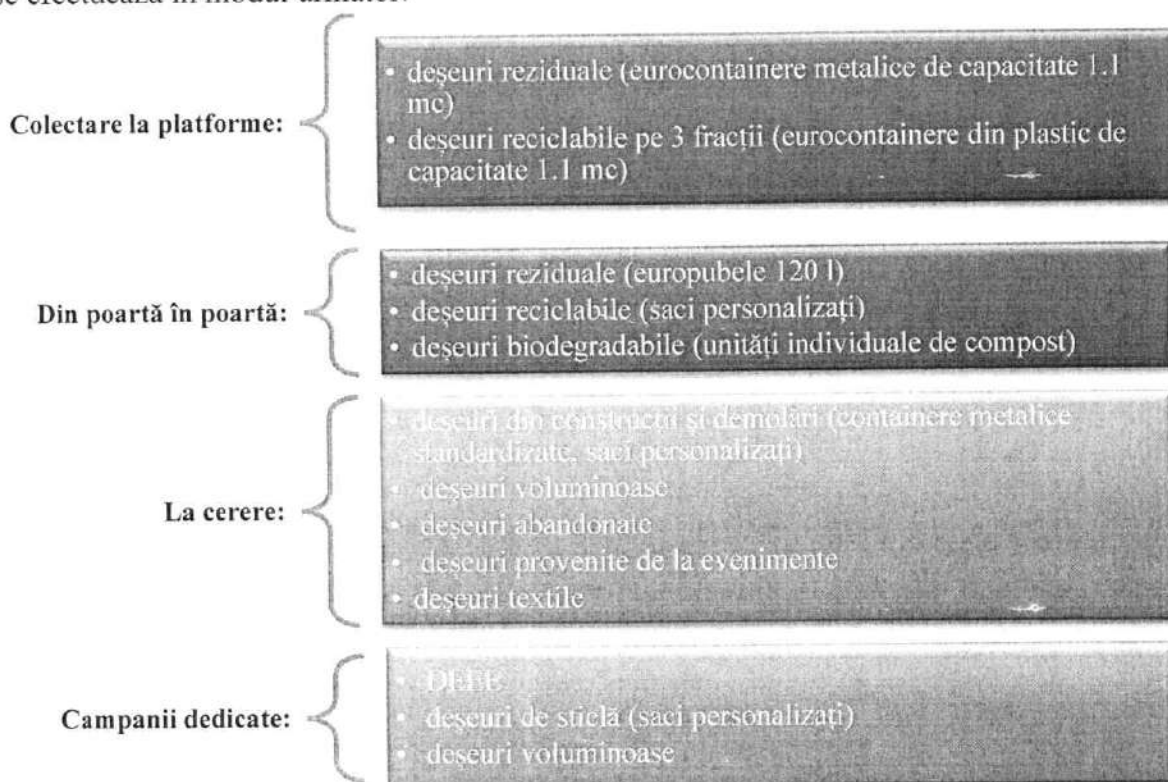 se efectuează în modul următor:
Colectare la platforme:
• deșeuri reziduale (eurocontainere metalice de capacitate 1.1
mc)
• deșeuri reciclabile pe 3 fracții (eurocontainere din plastic de
capacitate 1.1 mc)
Din poartă în poartă:
• deșeuri reziduale (europubele 120 l)
• deșeuri reciclabile (saci personalizați)
• deșeuri biodegradabile (unități individuale de compost)
La cerere:
• deșeuri din construcții și demolări (containere metalice
standardizate, saci personalizați)
• deșeuri voluminoase
• deșeuri abandonate
• deșeuri provenite de la evenimente
• deșeuri textile
Campanii dedicate:
• DEEE
• deșeuri de sticlă (saci personalizați)
• deșeuri voluminoase